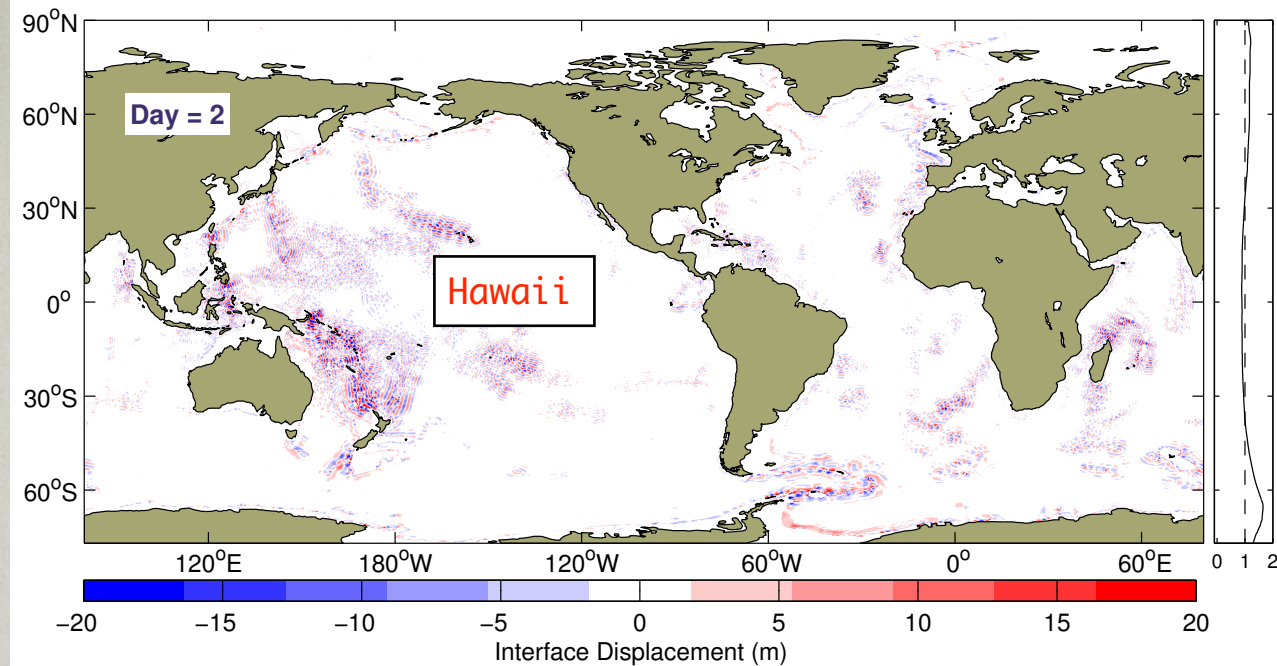 90°N
60°N
30°N
0°
30°S
60°S
Day = 2
Hawaii
120°E 180°W 120°W 60°W 0° 60°E
0 1 2
−20 −15 −10 −5 0 5 10 15 20
Interface Displacement (m)